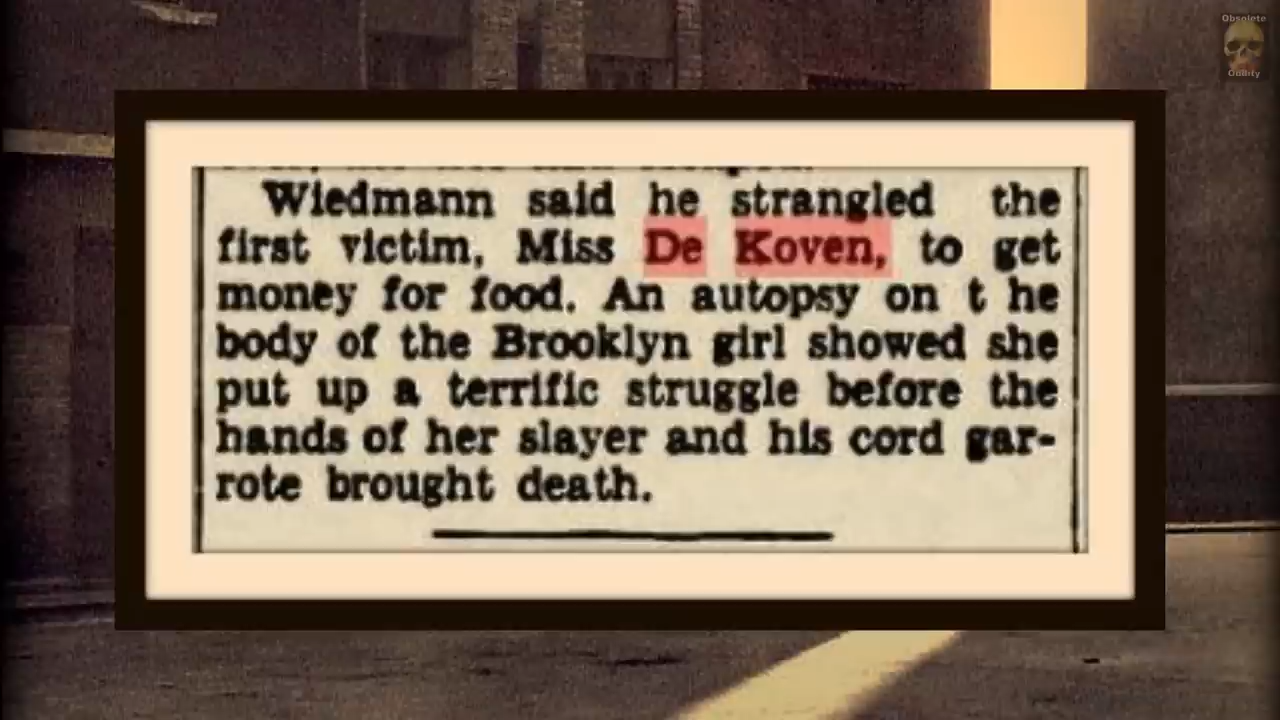 Obsolete
Oddity
Wiedmann said he strangled the
first victim, Miss De Koven, to get
money for food. An autopsy on t he
body of the Brooklyn girl showed she
put up a terrific struggle before the
hands of her slayer and his cord gar-
rote brought death.